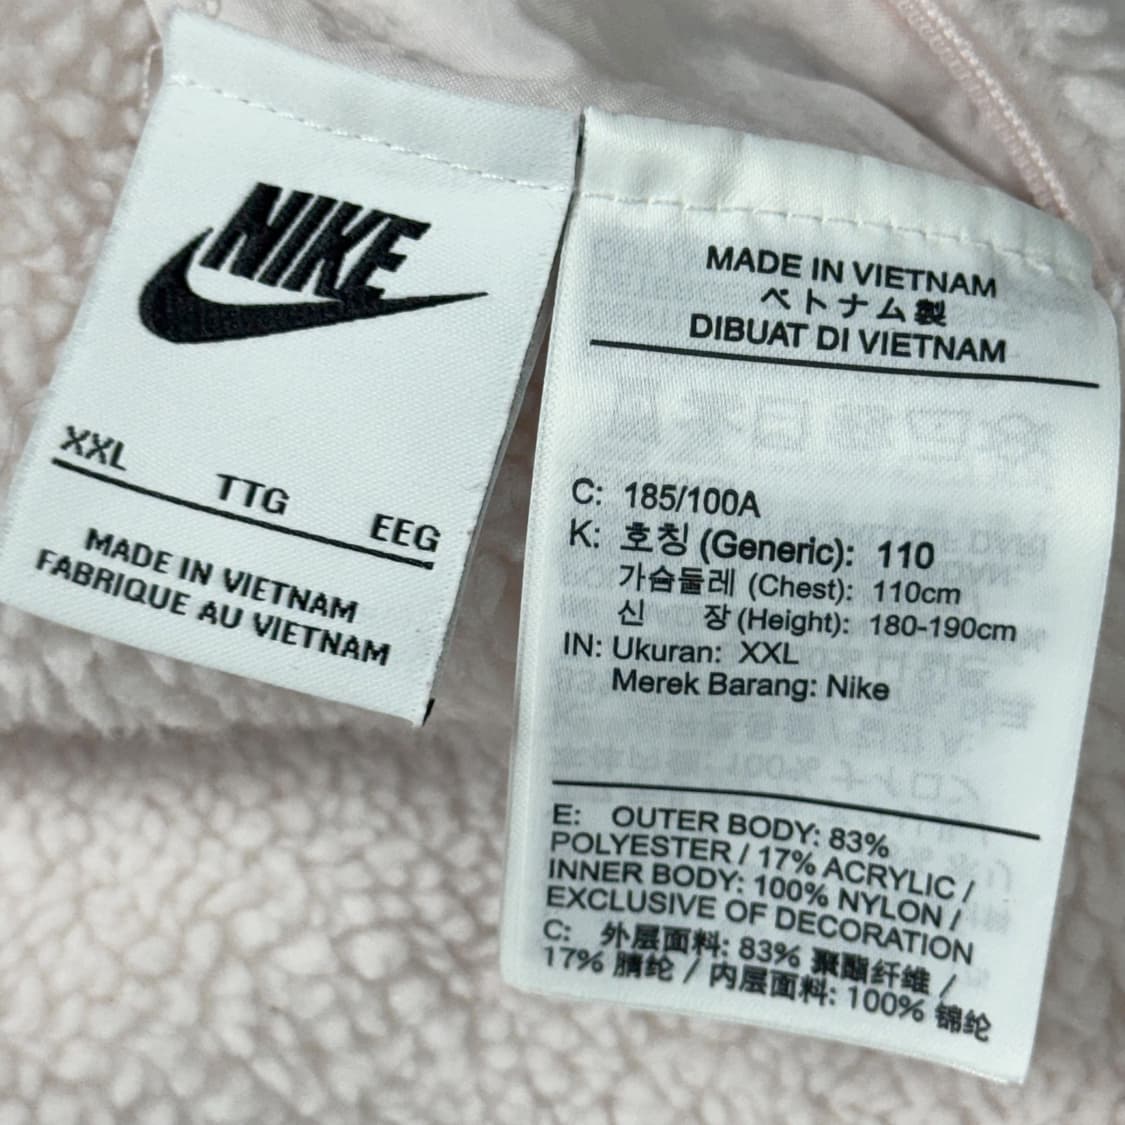 NIKE
XXL
TTG
EEG
MADE IN VIETNAM
FABRIQUE AU VIETNAM
MADE IN VIETNAM
ベトナム製
DIBUAT DI VIETNAM
C: 185/100A
K: 호칭 (Generic): 110
가슴둘레 (Chest): 110cm
신 장 (Height): 180-190cm
IN: Ukuran: XXL
Merek Barang: Nike
E: OUTER BODY: 83%
POLYESTER / 17% ACRYLIC /
INNER BODY: 100% NYLON /
EXCLUSIVE OF DECORATION
C: 外层面料: 83% 聚酯纤维 /
17% 腈纶 / 内层面料: 100% 锦纶